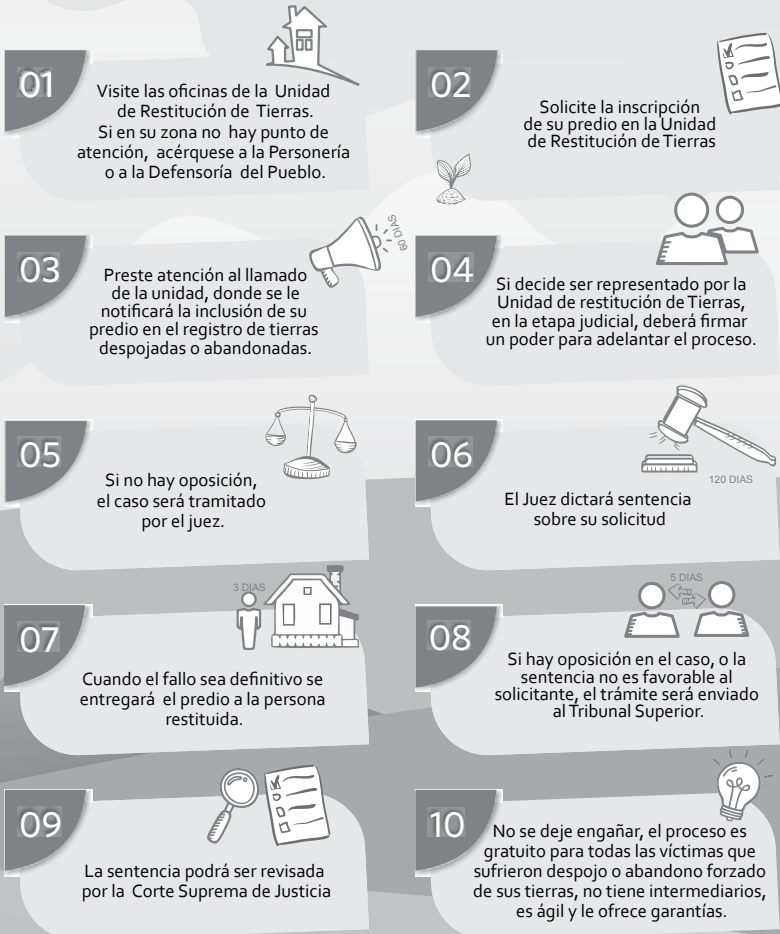 01
Visite las oficinas de la Unidad
de Restitución de Tierras.
Si en su zona no hay punto de
atención, acérquese a la Personería
o a la Defensoría del Pueblo.
02
Solicite la inscripción
de su predio en la Unidad
de Restitución de Tierras
03
60 DIAS
Preste atención al llamado
de la unidad, donde se le
notificará la inclusión de su
predio en el registro de tierras
despojadas o abandonadas.
04
Si decide ser representado por la
Unidad de restitución de Tierras,
en la etapa judicial, deberá firmar
un poder para adelantar el proceso.
05
Si no hay oposición,
el caso será tramitado
por el juez.
06
120 DIAS
El Juez dictará sentencia
sobre su solicitud
07
3 DIAS
Cuando el fallo sea definitivo se
entregará el predio a la persona
restituida.
08
5 DIAS
Si hay oposición en el caso, o la
sentencia no es favorable al
solicitante, el trámite será enviado
al Tribunal Superior.
09
La sentencia podrá ser revisada
por la Corte Suprema de Justicia
10
No se deje engañar, el proceso es
gratuito para todas las víctimas que
sufrieron despojo o abandono forzado
de sus tierras, no tiene intermediarios,
es ágil y le ofrece garantías.